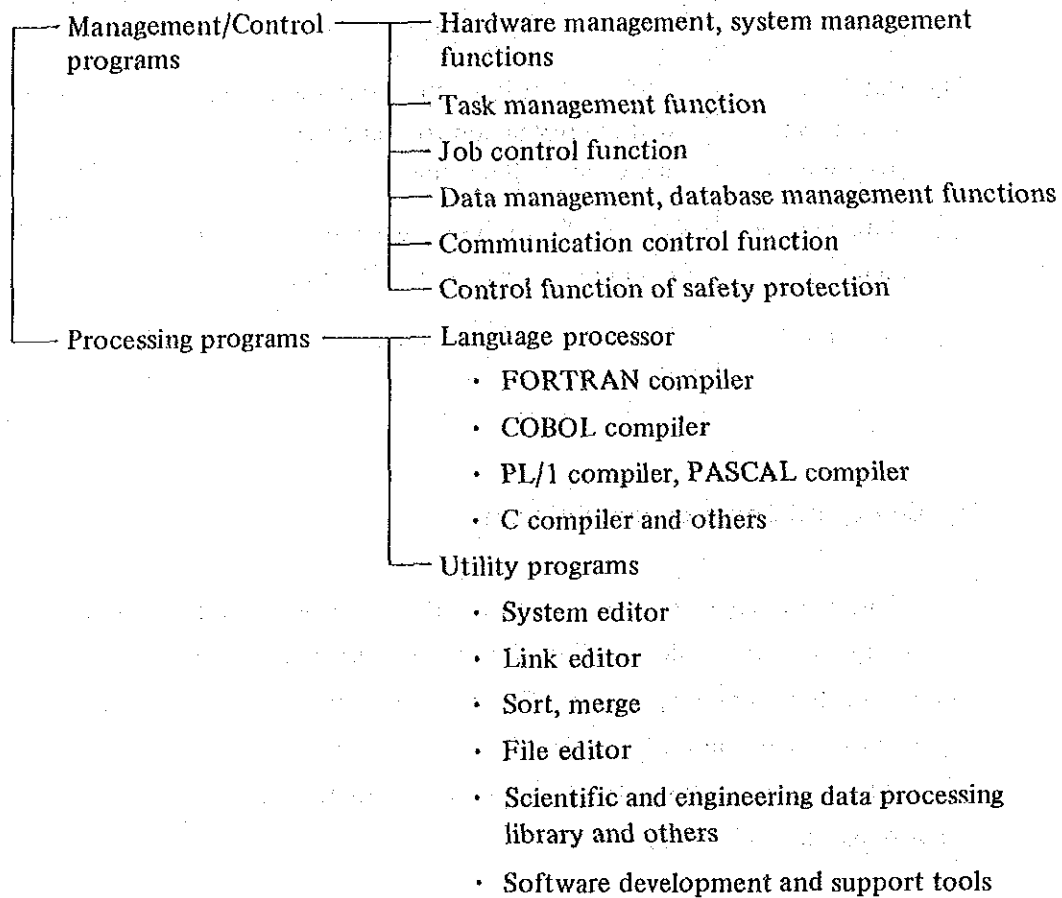 Management/Control
programs
Hardware management, system management
functions
Task management function
Job control function
Data management, database management functions
Communication control function
Control function of safety protection
Processing programs
Language processor
· FORTRAN compiler
· COBOL compiler
· PL/1 compiler, PASCAL compiler
· C compiler and others
Utility programs
· System editor
· Link editor
· Sort, merge
· File editor
· Scientific and engineering data processing
library and others
· Software development and support tools